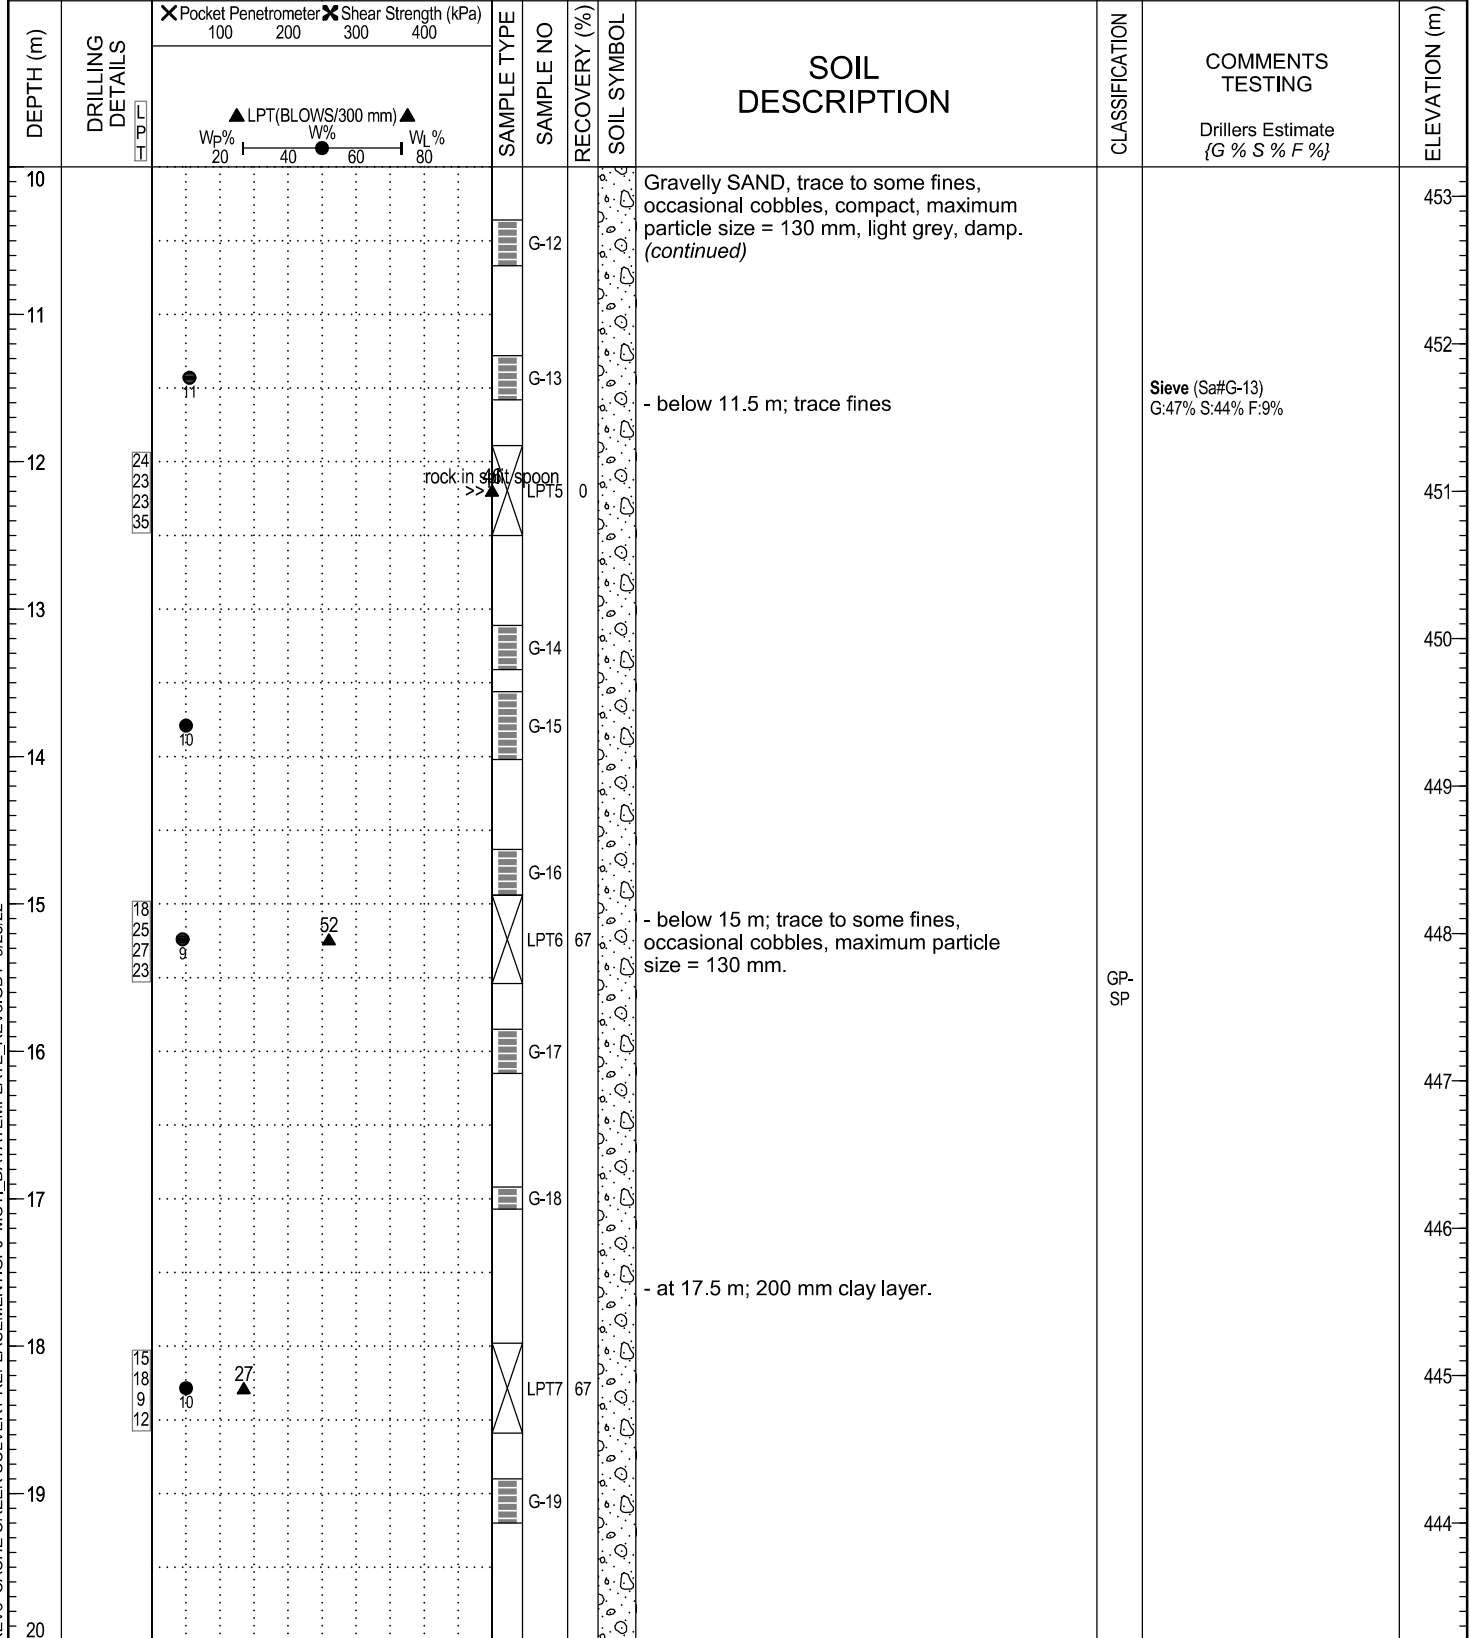 DEPTH (m)
DRILLING
DETAILS
L
P
T
Pocket Penetrometer Shear Strength (kPa)
100 200 300 400
▲ LPT(BLOWS/300 mm) ▲
WP% W% WL%
20 40 60 80
SAMPLE TYPE
SAMPLE NO
RECOVERY (%)
SOIL SYMBOL
SOIL
DESCRIPTION
CLASSIFICATION
COMMENTS
TESTING
Drillers Estimate
{G % S % F %}
ELEVATION (m)
10
Gravelly SAND, trace to some fines,
occasional cobbles, compact, maximum
particle size = 130 mm, light grey, damp.
(continued)
453
G-12
11
452
G-13
11
- below 11.5 m; trace fines
Sieve (Sa#G-13)
G:47% S:44% F:9%
12
24
23
23
35
rock in split spoon
46
>>
LPT5 0
451
13
450
G-14
G-15
10
14
449
G-16
15
18
25
27
23
52
9
LPT6 67
- below 15 m; trace to some fines,
occasional cobbles, maximum particle
size = 130 mm.
448
GP-
SP
16
G-17
447
17
G-18
446
- at 17.5 m; 200 mm clay layer.
18
15
18
9
12
27
10
LPT7 67
445
19
G-19
444
20